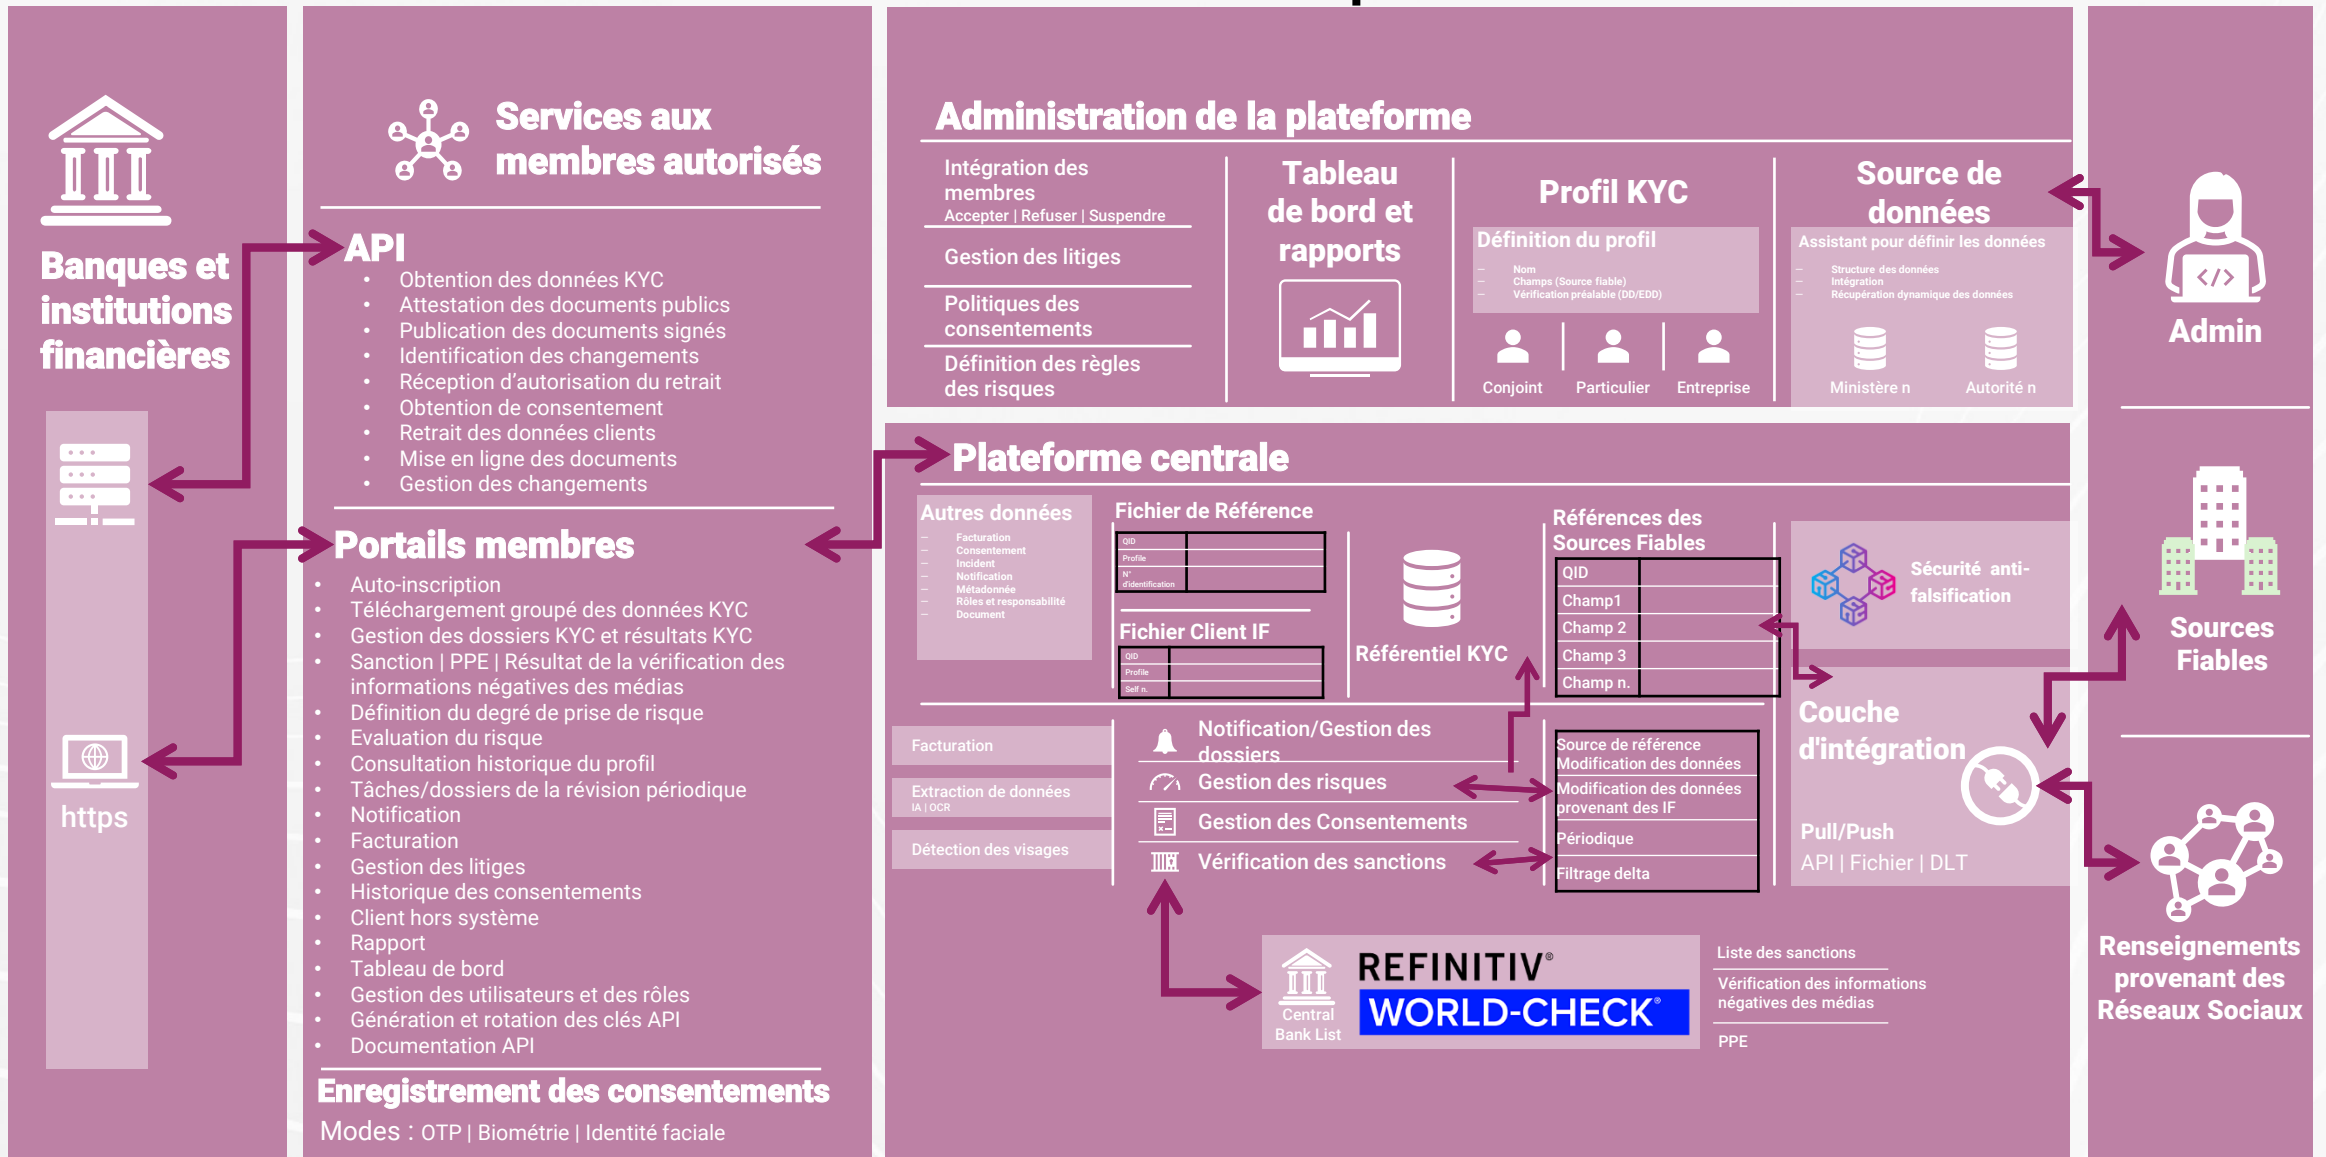 Banques et
institutions
financières
https
Services aux
membres autorisés
API
• Obtention des données KYC
• Attestation des documents publics
• Publication des documents signés
• Identification des changements
• Réception d'autorisation du retrait
• Obtention de consentement
• Retrait des données clients
• Mise en ligne des documents
• Gestion des changements
Portails membres
• Auto-inscription
• Téléchargement groupé des données KYC
• Gestion des dossiers KYC et résultats KYC
• Sanction | PPE | Résultat de la vérification des
informations négatives des médias
• Définition du degré de prise de risque
• Evaluation du risque
• Consultation historique du profil
• Tâches/dossiers de la révision périodique
• Notification
• Facturation
• Gestion des litiges
• Historique des consentements
• Client hors système
• Rapport
• Tableau de bord
• Gestion des utilisateurs et des rôles
• Génération et rotation des clés API
• Documentation API
Enregistrement des consentements
Modes : OTP | Biométrie | Identité faciale
Administration de la plateforme
Intégration des
membres
Accepter | Refuser | Suspendre
Gestion des litiges
Politiques des
consentements
Définition des règles
des risques
Tableau
de bord et
rapports
Profil KYC
Définition du profil
— Nom
— Champs (Source fiable)
— Vérification préalable (DD/EDD)
Conjoint
Particulier
Entreprise
Source de
données
Assistant pour définir les données
— Structure des données
— Intégration
— Récupération dynamique des données
Ministère n
Autorité n
Plateforme centrale
Autres données
— Facturation
— Consentement
— Incident
— Notification
— Métadonnée
— Rôles et responsabilité
— Document
Fichier de Référence
QID
Profile
N°
d'identification
Fichier Client IF
QID
Profile
Self n.
Référentiel KYC
Références des
Sources Fiables
QID
Champ1
Champ 2
Champ 3
Champ n.
Sécurité anti-
falsification
Couche
d'intégration
Pull/Push
API | Fichier | DLT
Facturation
Extraction de données
IA | OCR
Détection des visages
Notification/Gestion des
dossiers
Gestion des risques
Gestion des Consentements
Vérification des sanctions
Source de référence
Modification des données
Modification des données
provenant des IF
Périodique
Filtrage delta
Central
Bank List
REFINITIV®
WORLD-CHECK®
Liste des sanctions
Vérification des informations
négatives des médias
PPE
</> 
Admin
Sources
Fiables
Renseignements
provenant des
Réseaux Sociaux